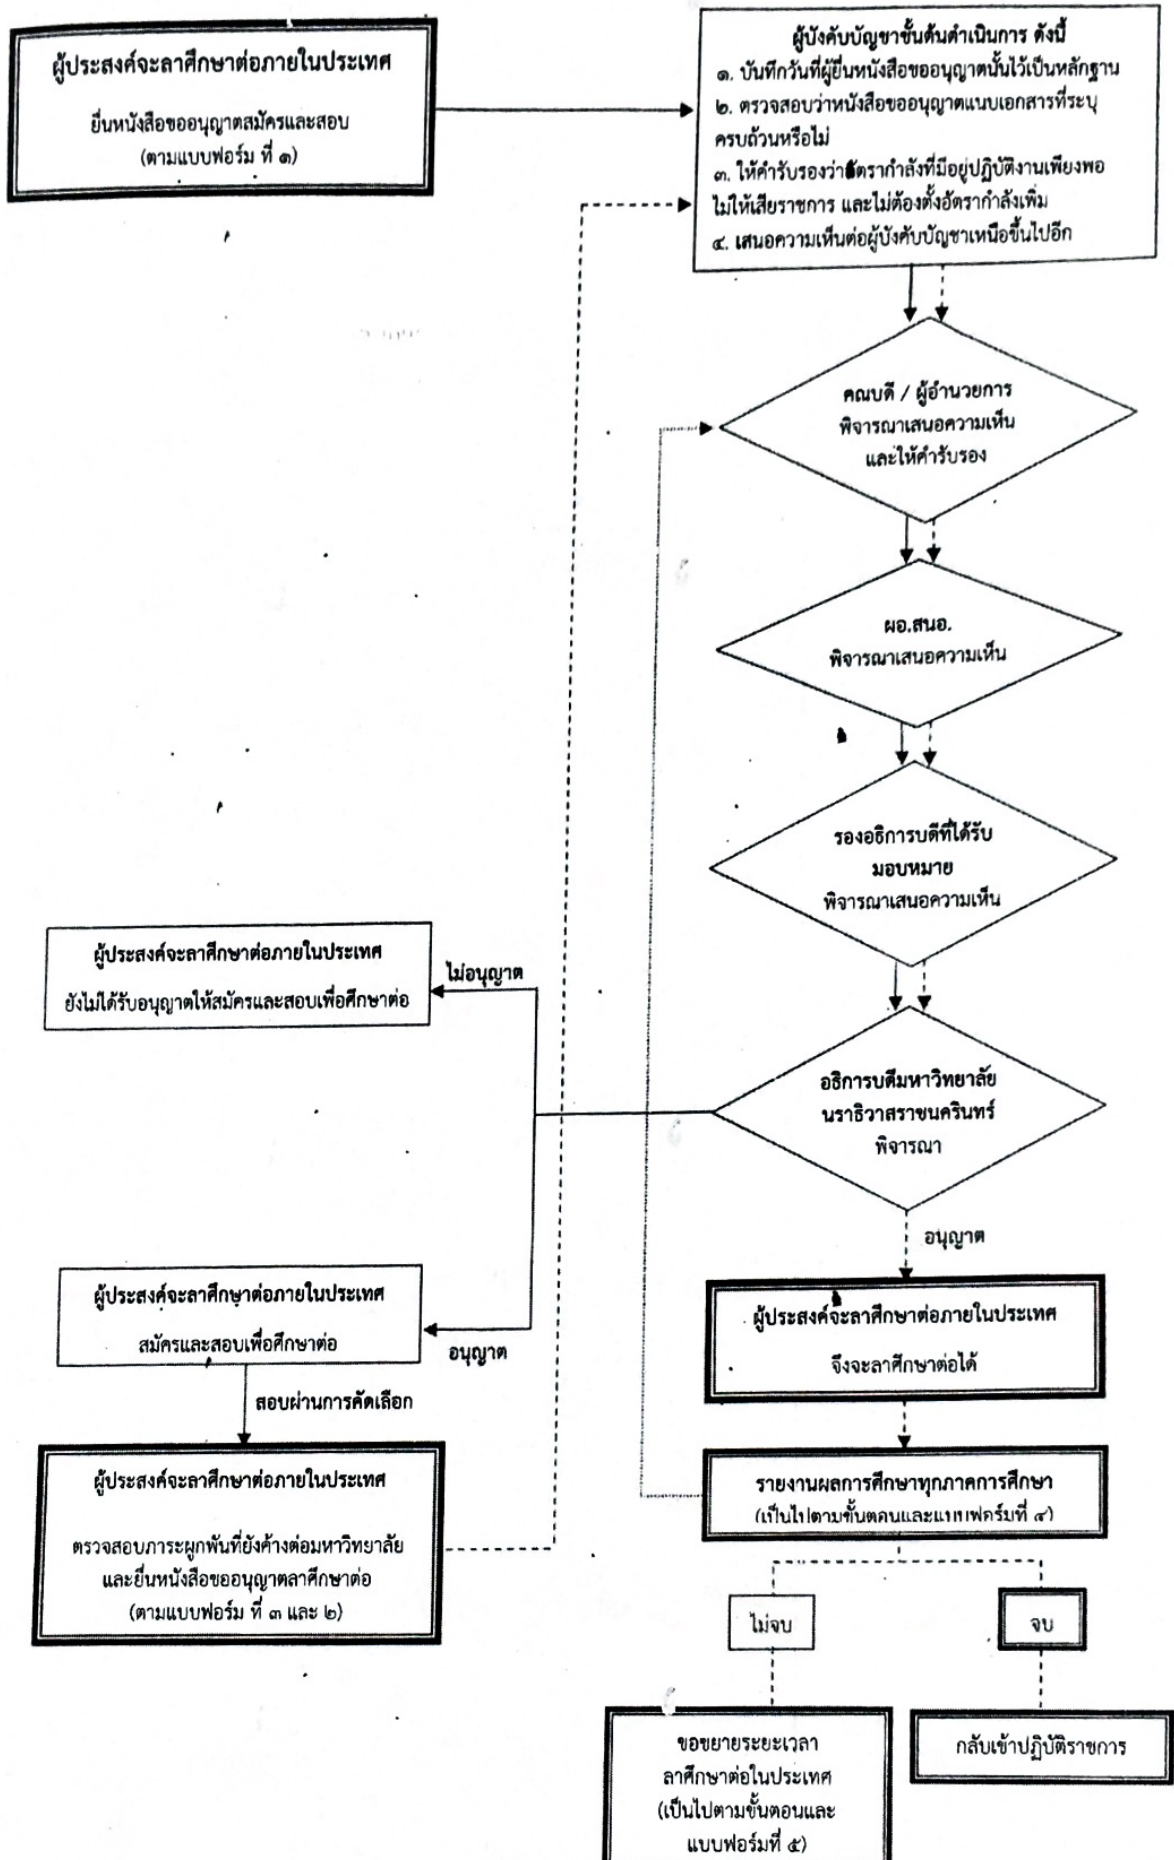 ผู้ประสงค์จะลาศึกษาต่อภายในประเทศ
ยื่นหนังสือขออนุญาตสมัครและสอบ
(ตามแบบฟอร์ม ที่ ๑)
ผู้บังคับบัญชาชั้นต้นดำเนินการ ดังนี้
๑. บันทึกวันที่ผู้ยื่นหนังสือขออนุญาตนั้นไว้เป็นหลักฐาน
๒. ตรวจสอบว่าหนังสือขออนุญาตแนบเอกสารที่ระบุ
ครบถ้วนหรือไม่
๓. ให้คำรับรองว่าอัตรากำลังที่มีอยู่ปฏิบัติงานเพียงพอ
ไม่ให้เสียราชการ และไม่ต้องตั้งอัตรากำลังเพิ่ม
๔. เสนอความเห็นต่อผู้บังคับบัญชาเหนือขึ้นไปอีก
คณบดี / ผู้อำนวยการ
พิจารณาเสนอความเห็น
และให้คำรับรอง
ผอ.สนอ.
พิจารณาเสนอความเห็น
รองอธิการบดีที่ได้รับ
มอบหมาย
พิจารณาเสนอความเห็น
ผู้ประสงค์จะลาศึกษาต่อภายในประเทศ
ยังไม่ได้รับอนุญาตให้สมัครและสอบเพื่อศึกษาต่อ
ไม่อนุญาต
อธิการบดีมหาวิทยาลัย
นราธิวาสราชนครินทร์
พิจารณา
อนุญาต
ผู้ประสงค์จะลาศึกษาต่อภายในประเทศ
สมัครและสอบเพื่อศึกษาต่อ
อนุญาต
ผู้ประสงค์จะลาศึกษาต่อภายในประเทศ
จึงจะลาศึกษาต่อได้
สอบผ่านการคัดเลือก
ผู้ประสงค์จะลาศึกษาต่อภายในประเทศ
ตรวจสอบภาระผูกพันที่ยังค้างต่อมหาวิทยาลัย
และยื่นหนังสือขออนุญาตลาศึกษาต่อ
(ตามแบบฟอร์ม ที่ ๓ และ ๒)
รายงานผลการศึกษาทุกภาคการศึกษา
(เป็นไปตามขั้นตอนและแบบฟอร์มที่ ๔)
ไม่จบ
จบ
ขอขยายระยะเวลา
ลาศึกษาต่อในประเทศ
(เป็นไปตามขั้นตอนและ
แบบฟอร์มที่ ๕)
กลับเข้าปฏิบัติราชการ